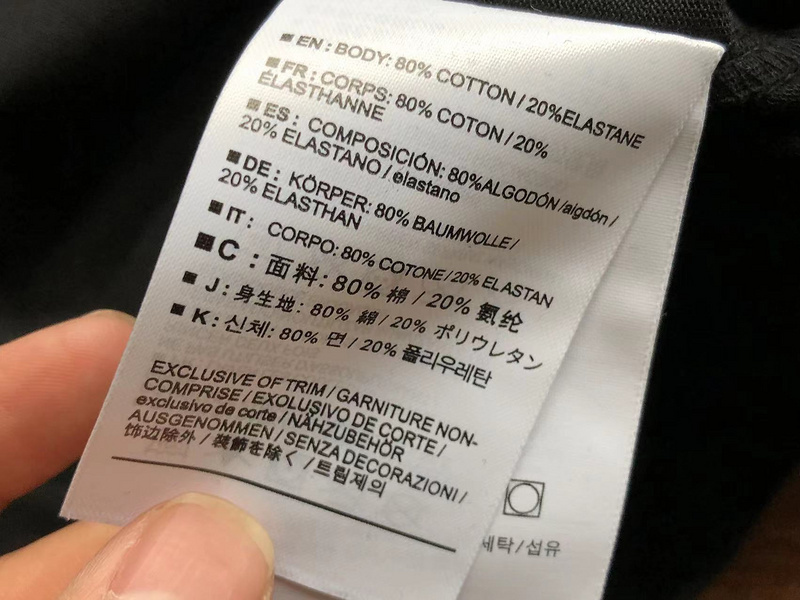 EN : BODY: 80% COTTON / 20%ELASTANE
FR : CORPS: 80% COTON / 20%
ÉLASTHANNE
ES : COMPOSICIÓN: 80%ALGODÓN /algdón /
20% ELASTANO / elastano
DE : KÖRPER: 80% BAUMWOLLE /
20% ELASTHAN
IT : CORPO: 80% COTONE / 20% ELASTAN
C : 面料: 80% 棉 / 20% 氨纶
J : 身生地: 80% 綿 / 20% ポリウレタン
K : 신체: 80% 면 / 20% 폴리우레탄
EXCLUSIVE OF TRIM / GARNITURE NON-
COMPRISE / EXOLUSIVO DE CORTE /
exclusivo de corte / NÄHZUBEHÖR
AUSGENOMMEN / SENZA DECORAZIONI /
饰边除外 / 装飾を除く / 트림제의
세탁 / 섬유